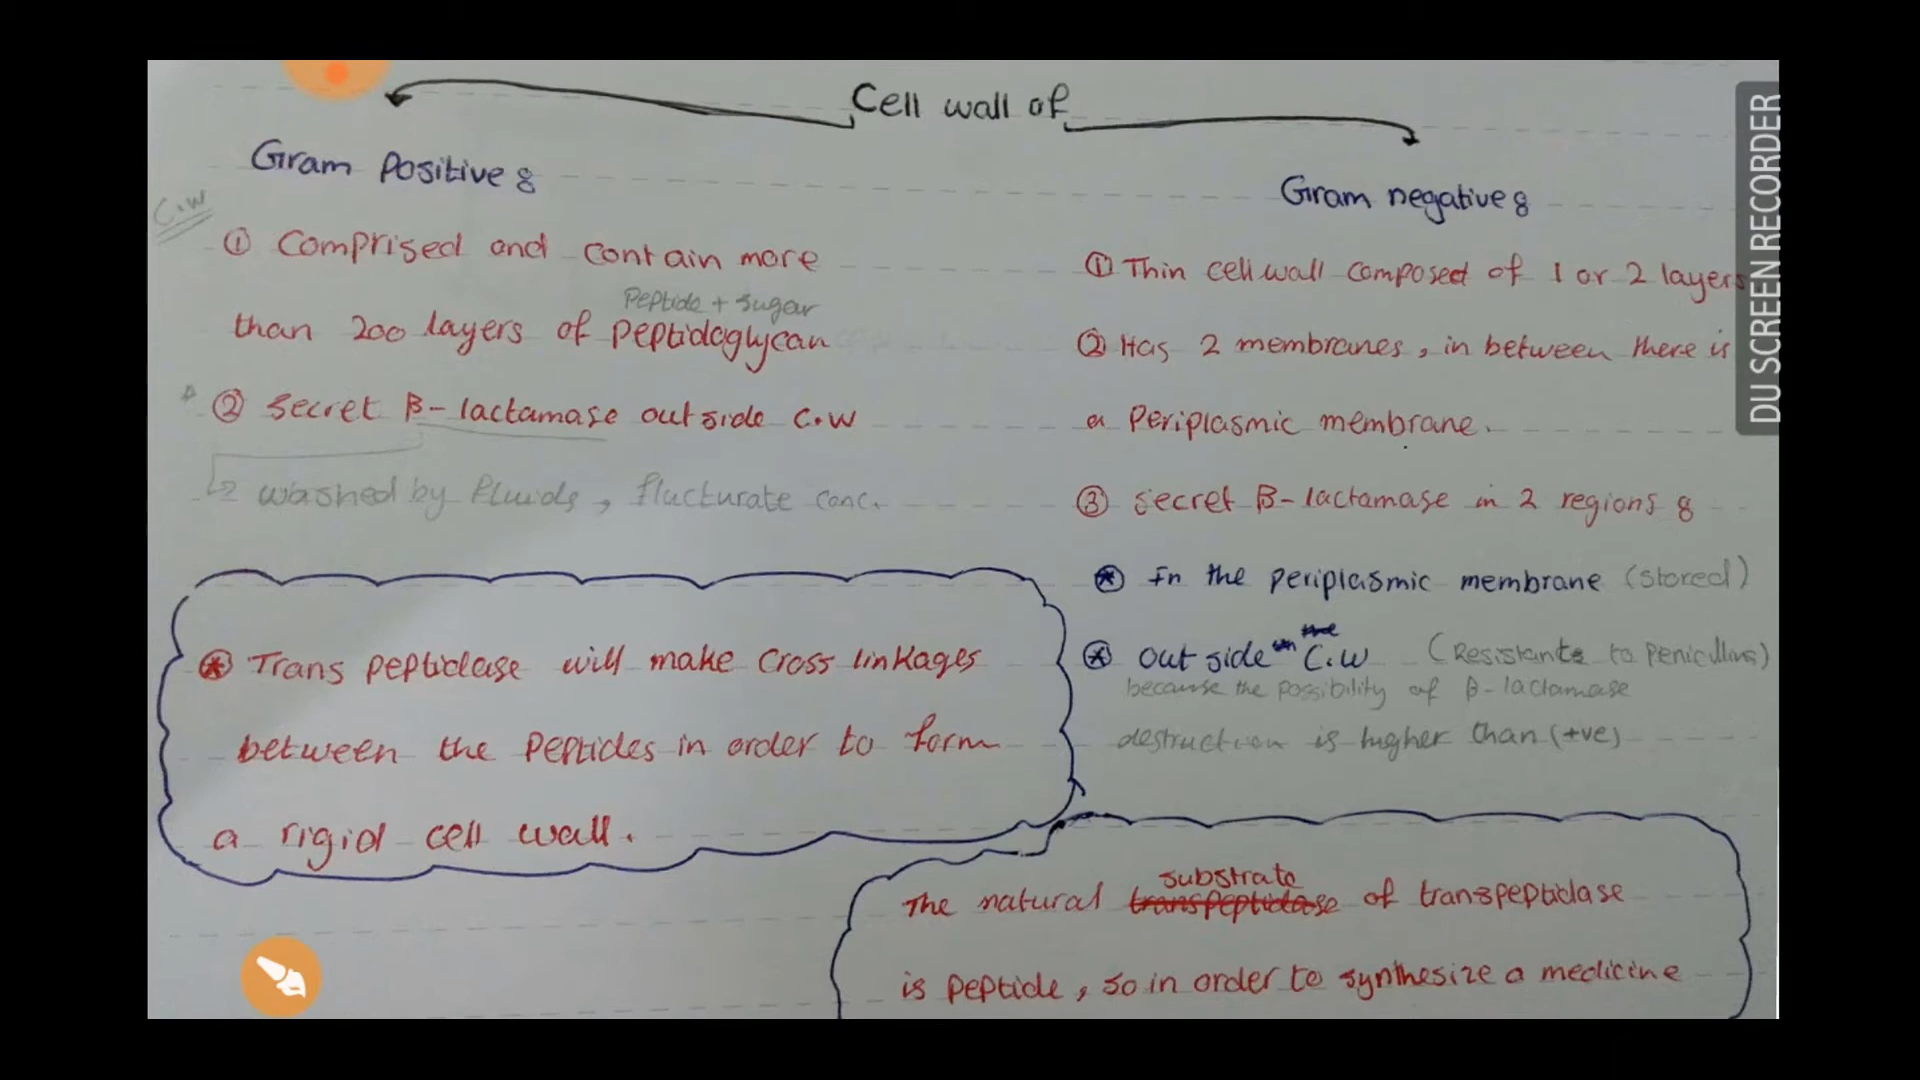 Cell wall of
Gram Positive:
C.W
① Comprised and contain more
Peptide + sugar
than 200 layers of peptidoglycan
② Secret β-lactamase outside C.W
washed by fluids, flucturate conc.
⊛ Trans peptidase will make cross linkages
between the peptides in order to form
a rigid cell wall.
Gram negative:
① Thin cell wall composed of 1 or 2 layers
② Has 2 membranes, in between there is
a Periplasmic membrane.
③ secret β-lactamase in 2 regions:
⊛ In the periplasmic membrane (stored)
⊛ out side C.W (Resistants to penicillins)
because the possibility of β-lactamase
destruction is higher than (+ve)
substrate
The natural transpeptidase of transpeptidase
is peptide, so in order to synthesize a medicine
DU SCREEN RECORDER